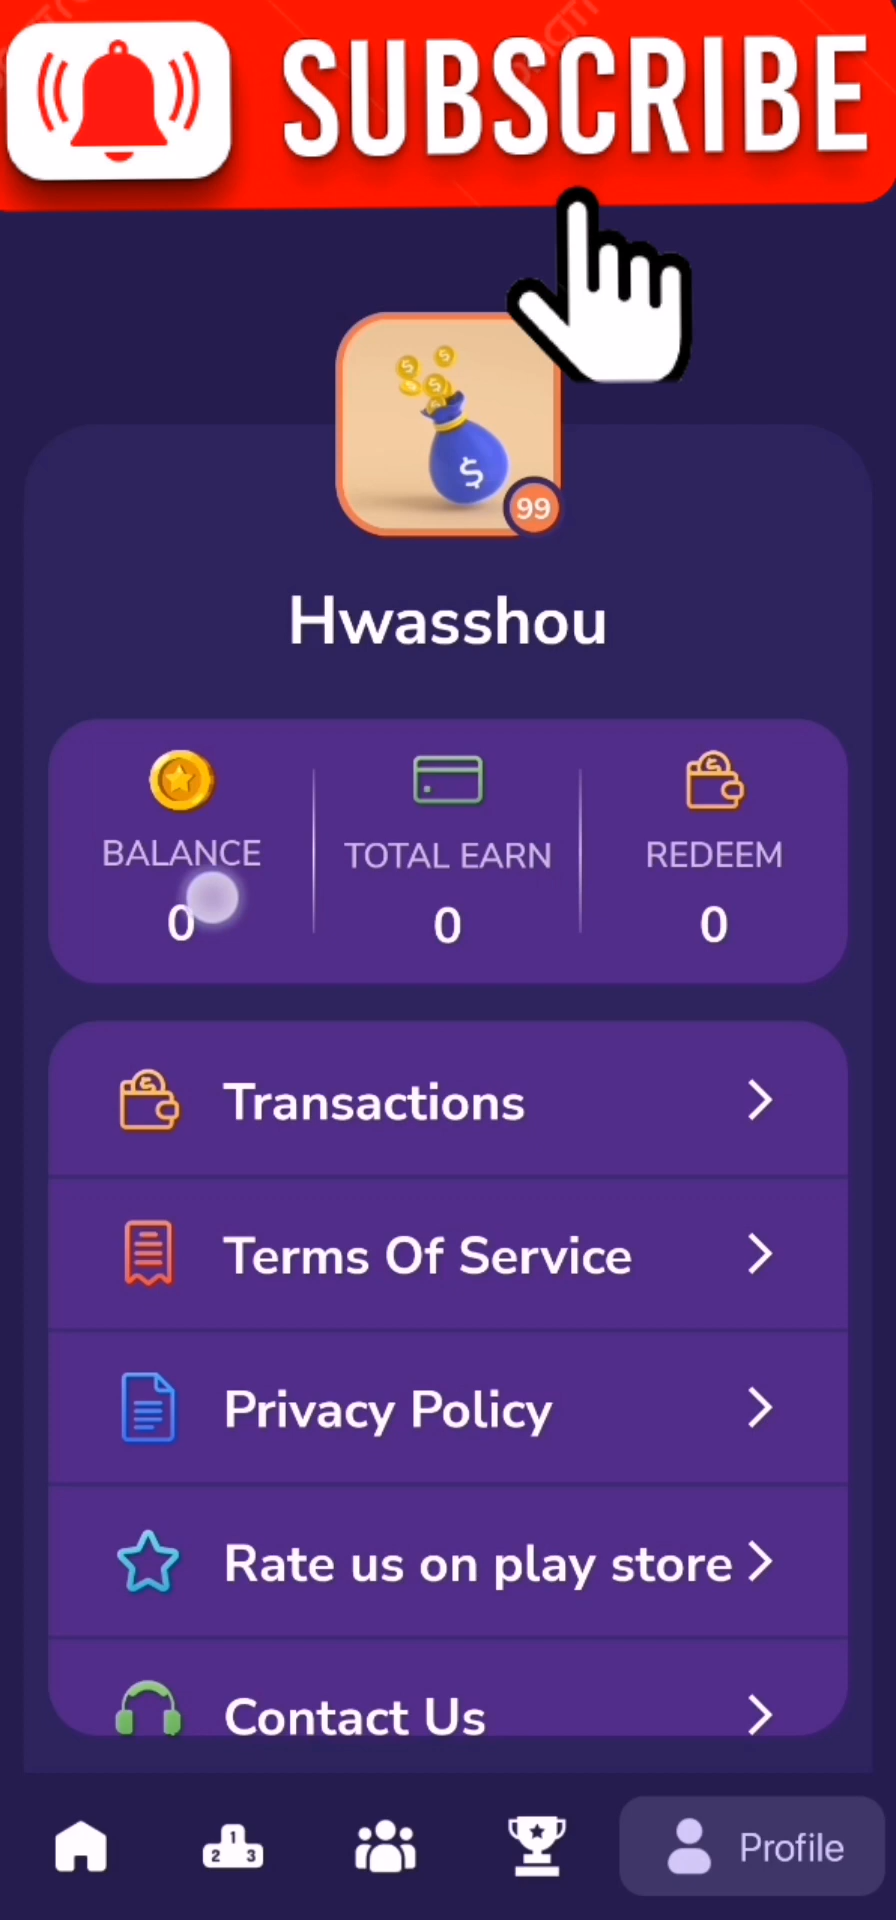 SUBSCRIBE
99
Hwasshou
BALANCE
0
TOTAL EARN
0
REDEEM
0
Transactions
Terms Of Service
Privacy Policy
Rate us on play store
Contact Us
1
2 3
Profile